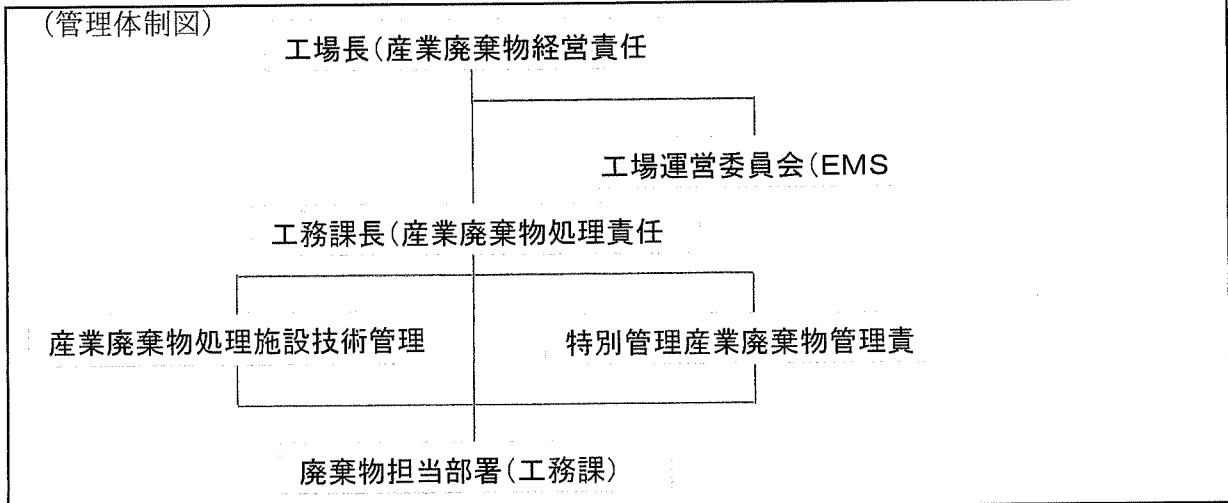 (管理体制図)
工場長(産業廃棄物経営責任
工場運営委員会(EMS
工務課長(産業廃棄物処理責任
産業廃棄物処理施設技術管理
特別管理産業廃棄物管理責
廃棄物担当部署(工務課)